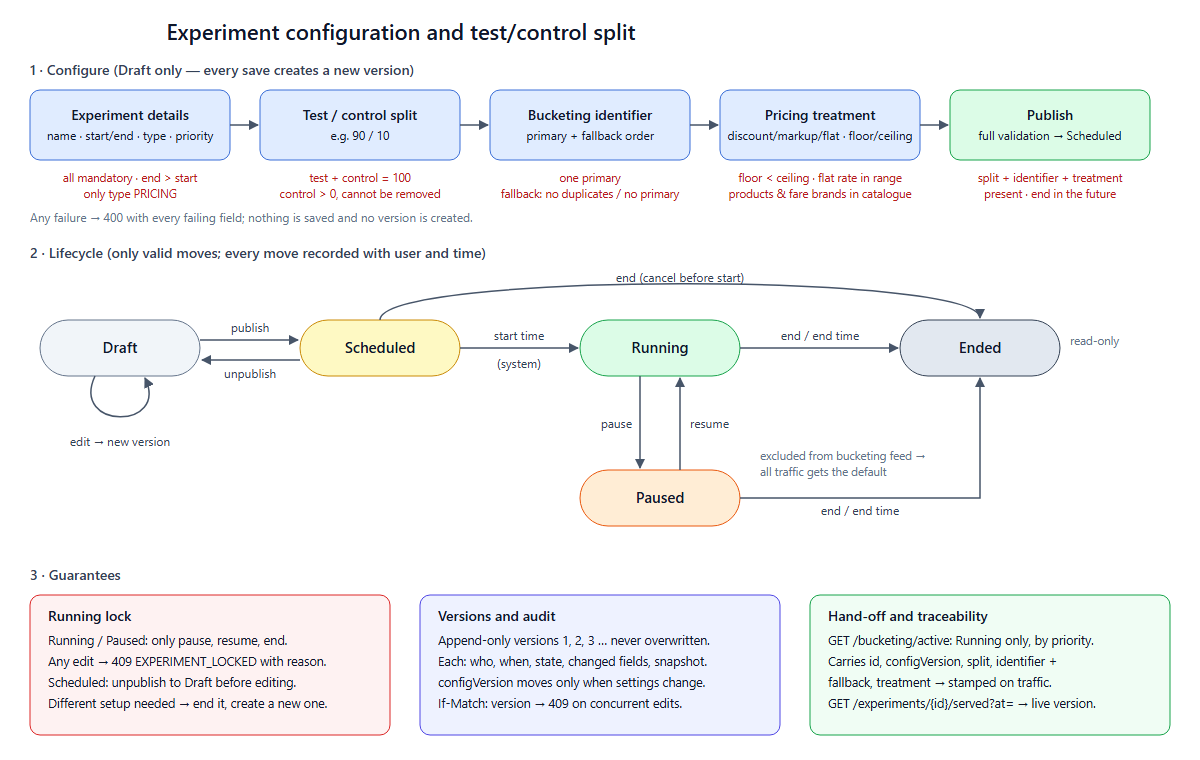 Experiment configuration and test/control split
1 · Configure (Draft only — every save creates a new version)
Experiment details
name · start/end · type · priority
Test / control split
e.g. 90 / 10
Bucketing identifier
primary + fallback order
Pricing treatment
discount/markup/flat · floor/ceiling
Publish
full validation → Scheduled
all mandatory · end > start
only type PRICING
test + control = 100
control > 0, cannot be removed
one primary
fallback: no duplicates / no primary
floor < ceiling · flat rate in range
products & fare brands in catalogue
split + identifier + treatment
present · end in the future
Any failure → 400 with every failing field; nothing is saved and no version is created.
2 · Lifecycle (only valid moves; every move recorded with user and time)
end (cancel before start)
Draft
publish
unpublish
Scheduled
start time
(system)
Running
end / end time
Ended
read-only
edit → new version
pause
resume
excluded from bucketing feed →
all traffic gets the default
Paused
end / end time
3 · Guarantees
Running lock
Running / Paused: only pause, resume, end.
Any edit → 409 EXPERIMENT_LOCKED with reason.
Scheduled: unpublish to Draft before editing.
Different setup needed → end it, create a new one.
Versions and audit
Append-only versions 1, 2, 3 ... never overwritten.
Each: who, when, state, changed fields, snapshot.
configVersion moves only when settings change.
If-Match: version → 409 on concurrent edits.
Hand-off and traceability
GET /bucketing/active: Running only, by priority.
Carries id, configVersion, split, identifier +
fallback, treatment → stamped on traffic.
GET /experiments/{id}/served?at= → live version.